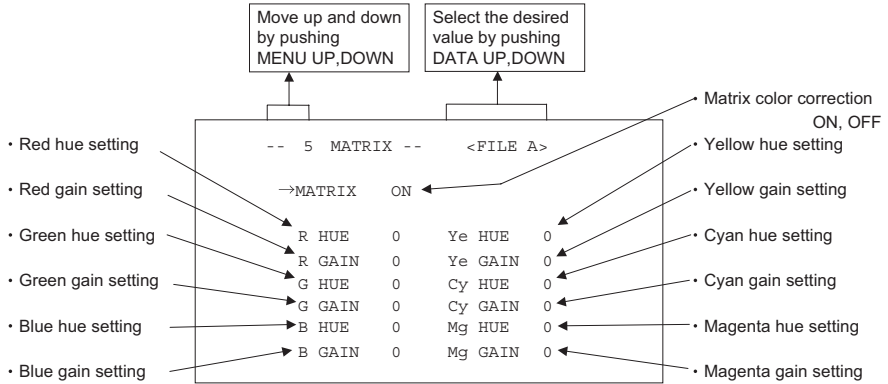 Move up and down
by pushing
MENU UP,DOWN
Select the desired
value by pushing
DATA UP,DOWN
・Matrix color correction
ON, OFF
・Red hue setting
・Red gain setting
・Green hue setting
・Green gain setting
・Blue hue setting
・Blue gain setting
-- 5 MATRIX -- <FILE A>
→MATRIX ON
R HUE 0 Ye HUE 0
R GAIN 0 Ye GAIN 0
G HUE 0 Cy HUE 0
G GAIN 0 Cy GAIN 0
B HUE 0 Mg HUE 0
B GAIN 0 Mg GAIN 0
・Yellow hue setting
・Yellow gain setting
・Cyan hue setting
・Cyan gain setting
・Magenta hue setting
・Magenta gain setting